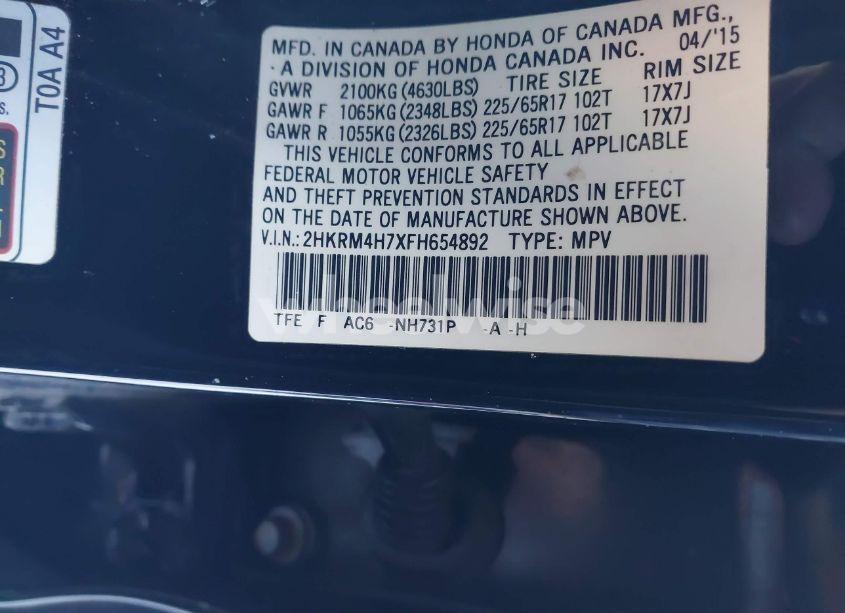 MFD. IN CANADA BY HONDA OF CANADA MFG.,
A DIVISION OF HONDA CANADA INC. 04/'15
GVWR 2100KG (4630LBS) TIRE SIZE RIM SIZE
GAWR F 1065KG (2348LBS) 225/65R17 102T 17X7J
GAWR R 1055KG (2326LBS) 225/65R17 102T 17X7J
THIS VEHICLE CONFORMS TO ALL APPLICABLE
FEDERAL MOTOR VEHICLE SAFETY
AND THEFT PREVENTION STANDARDS IN EFFECT
ON THE DATE OF MANUFACTURE SHOWN ABOVE.
V.I.N.: 2HKRM4H7XFH654892 TYPE: MPV
wheelwise
TFE F AC6 -NH731P -A -H
T0A A4